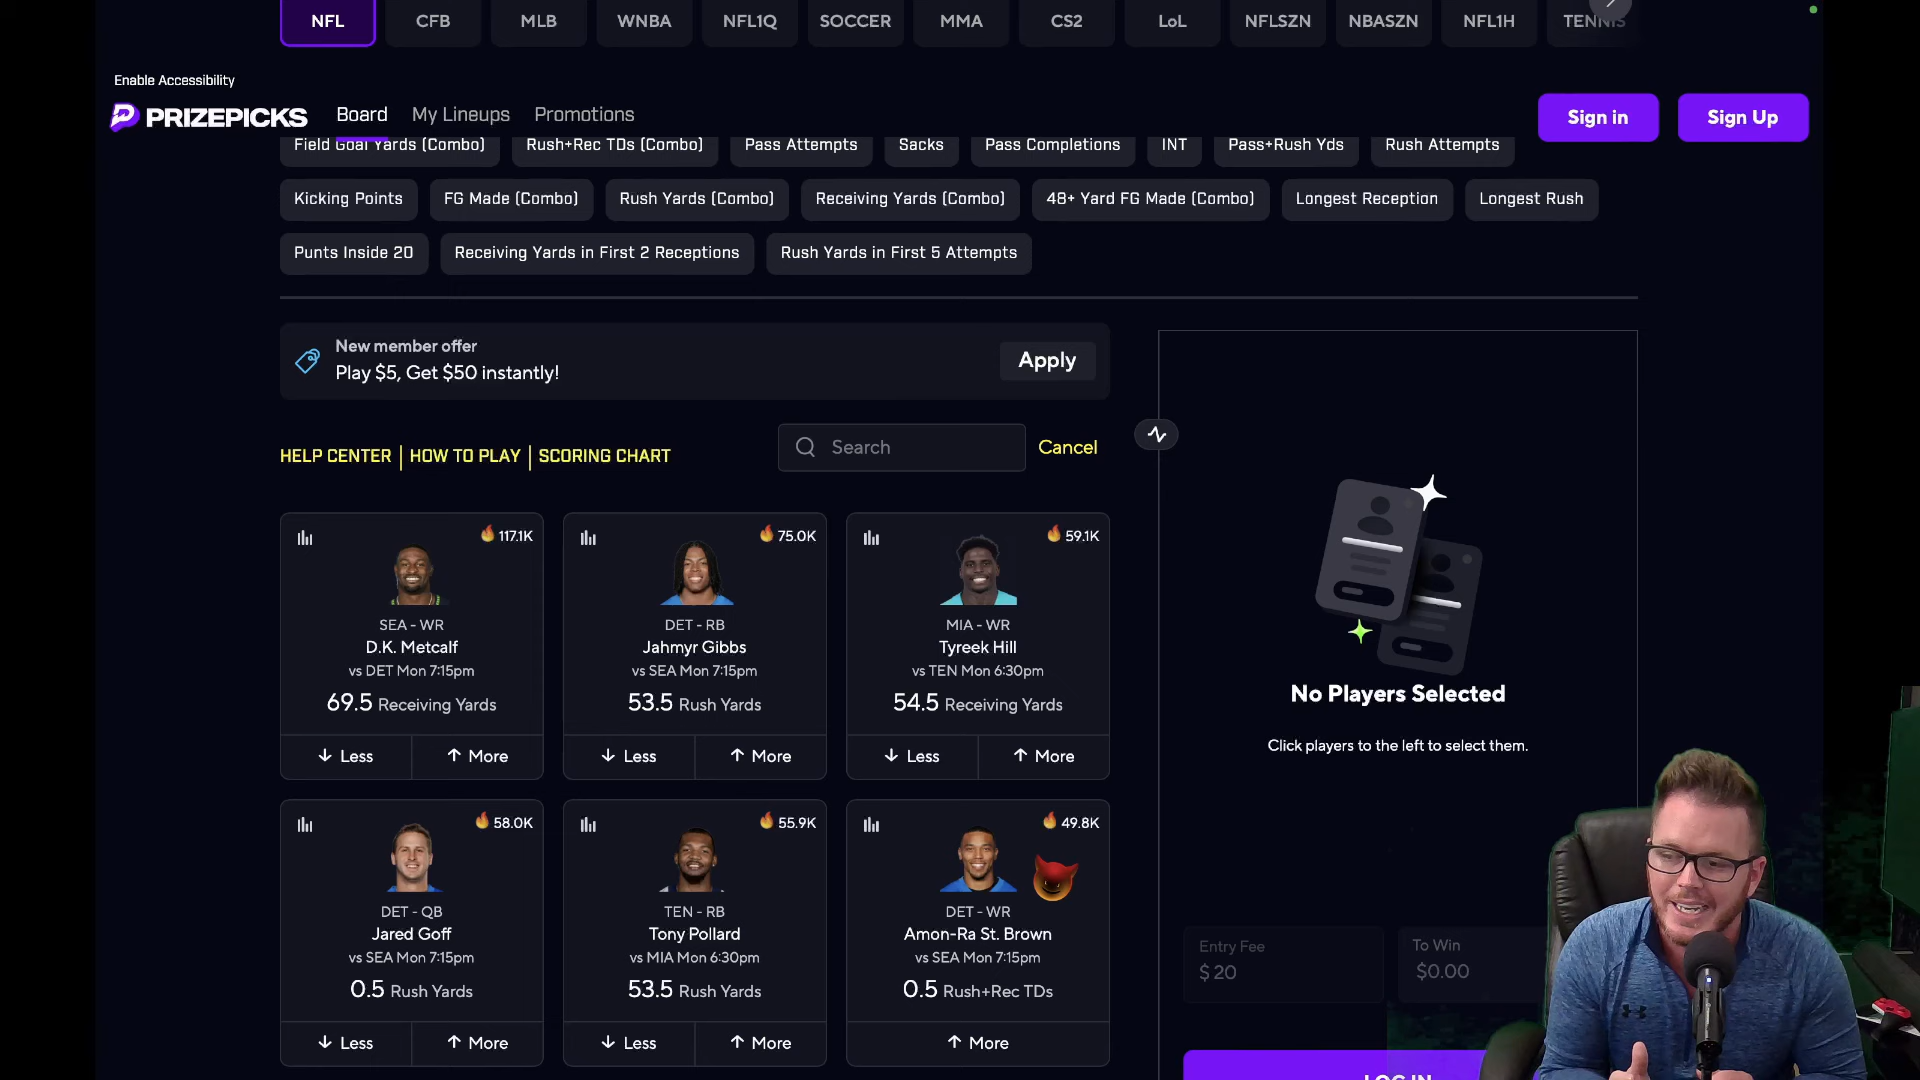 NFL CFB MLB WNBA NFL1Q SOCCER MMA CS2 LoL NFLSZN NBASZN NFL1H TENNIS
Enable Accessibility
PRIZEPICKS Board My Lineups Promotions Sign in Sign Up
Field Goal Yards (Combo) Rush+Rec TDs (Combo) Pass Attempts Sacks Pass Completions INT Pass+Rush Yds Rush Attempts
Kicking Points FG Made (Combo) Rush Yards (Combo) Receiving Yards (Combo) 48+ Yard FG Made (Combo) Longest Reception Longest Rush
Punts Inside 20 Receiving Yards in First 2 Receptions Rush Yards in First 5 Attempts
New member offer
Play $5, Get $50 instantly!
Apply
HELP CENTER | HOW TO PLAY | SCORING CHART
Search Cancel
117.1K
SEA - WR
D.K. Metcalf
vs DET Mon 7:15pm
69.5 Receiving Yards
Less More
75.0K
DET - RB
Jahmyr Gibbs
vs SEA Mon 7:15pm
53.5 Rush Yards
Less More
59.1K
MIA - WR
Tyreek Hill
vs TEN Mon 6:30pm
54.5 Receiving Yards
Less More
58.0K
DET - QB
Jared Goff
vs SEA Mon 7:15pm
0.5 Rush Yards
Less More
55.9K
TEN - RB
Tony Pollard
vs MIA Mon 6:30pm
53.5 Rush Yards
Less More
49.8K
DET - WR
Amon-Ra St. Brown
vs SEA Mon 7:15pm
0.5 Rush+Rec TDs
More
No Players Selected
Click players to the left to select them.
Entry Fee
$ 20
To Win
$0.00
LOG IN